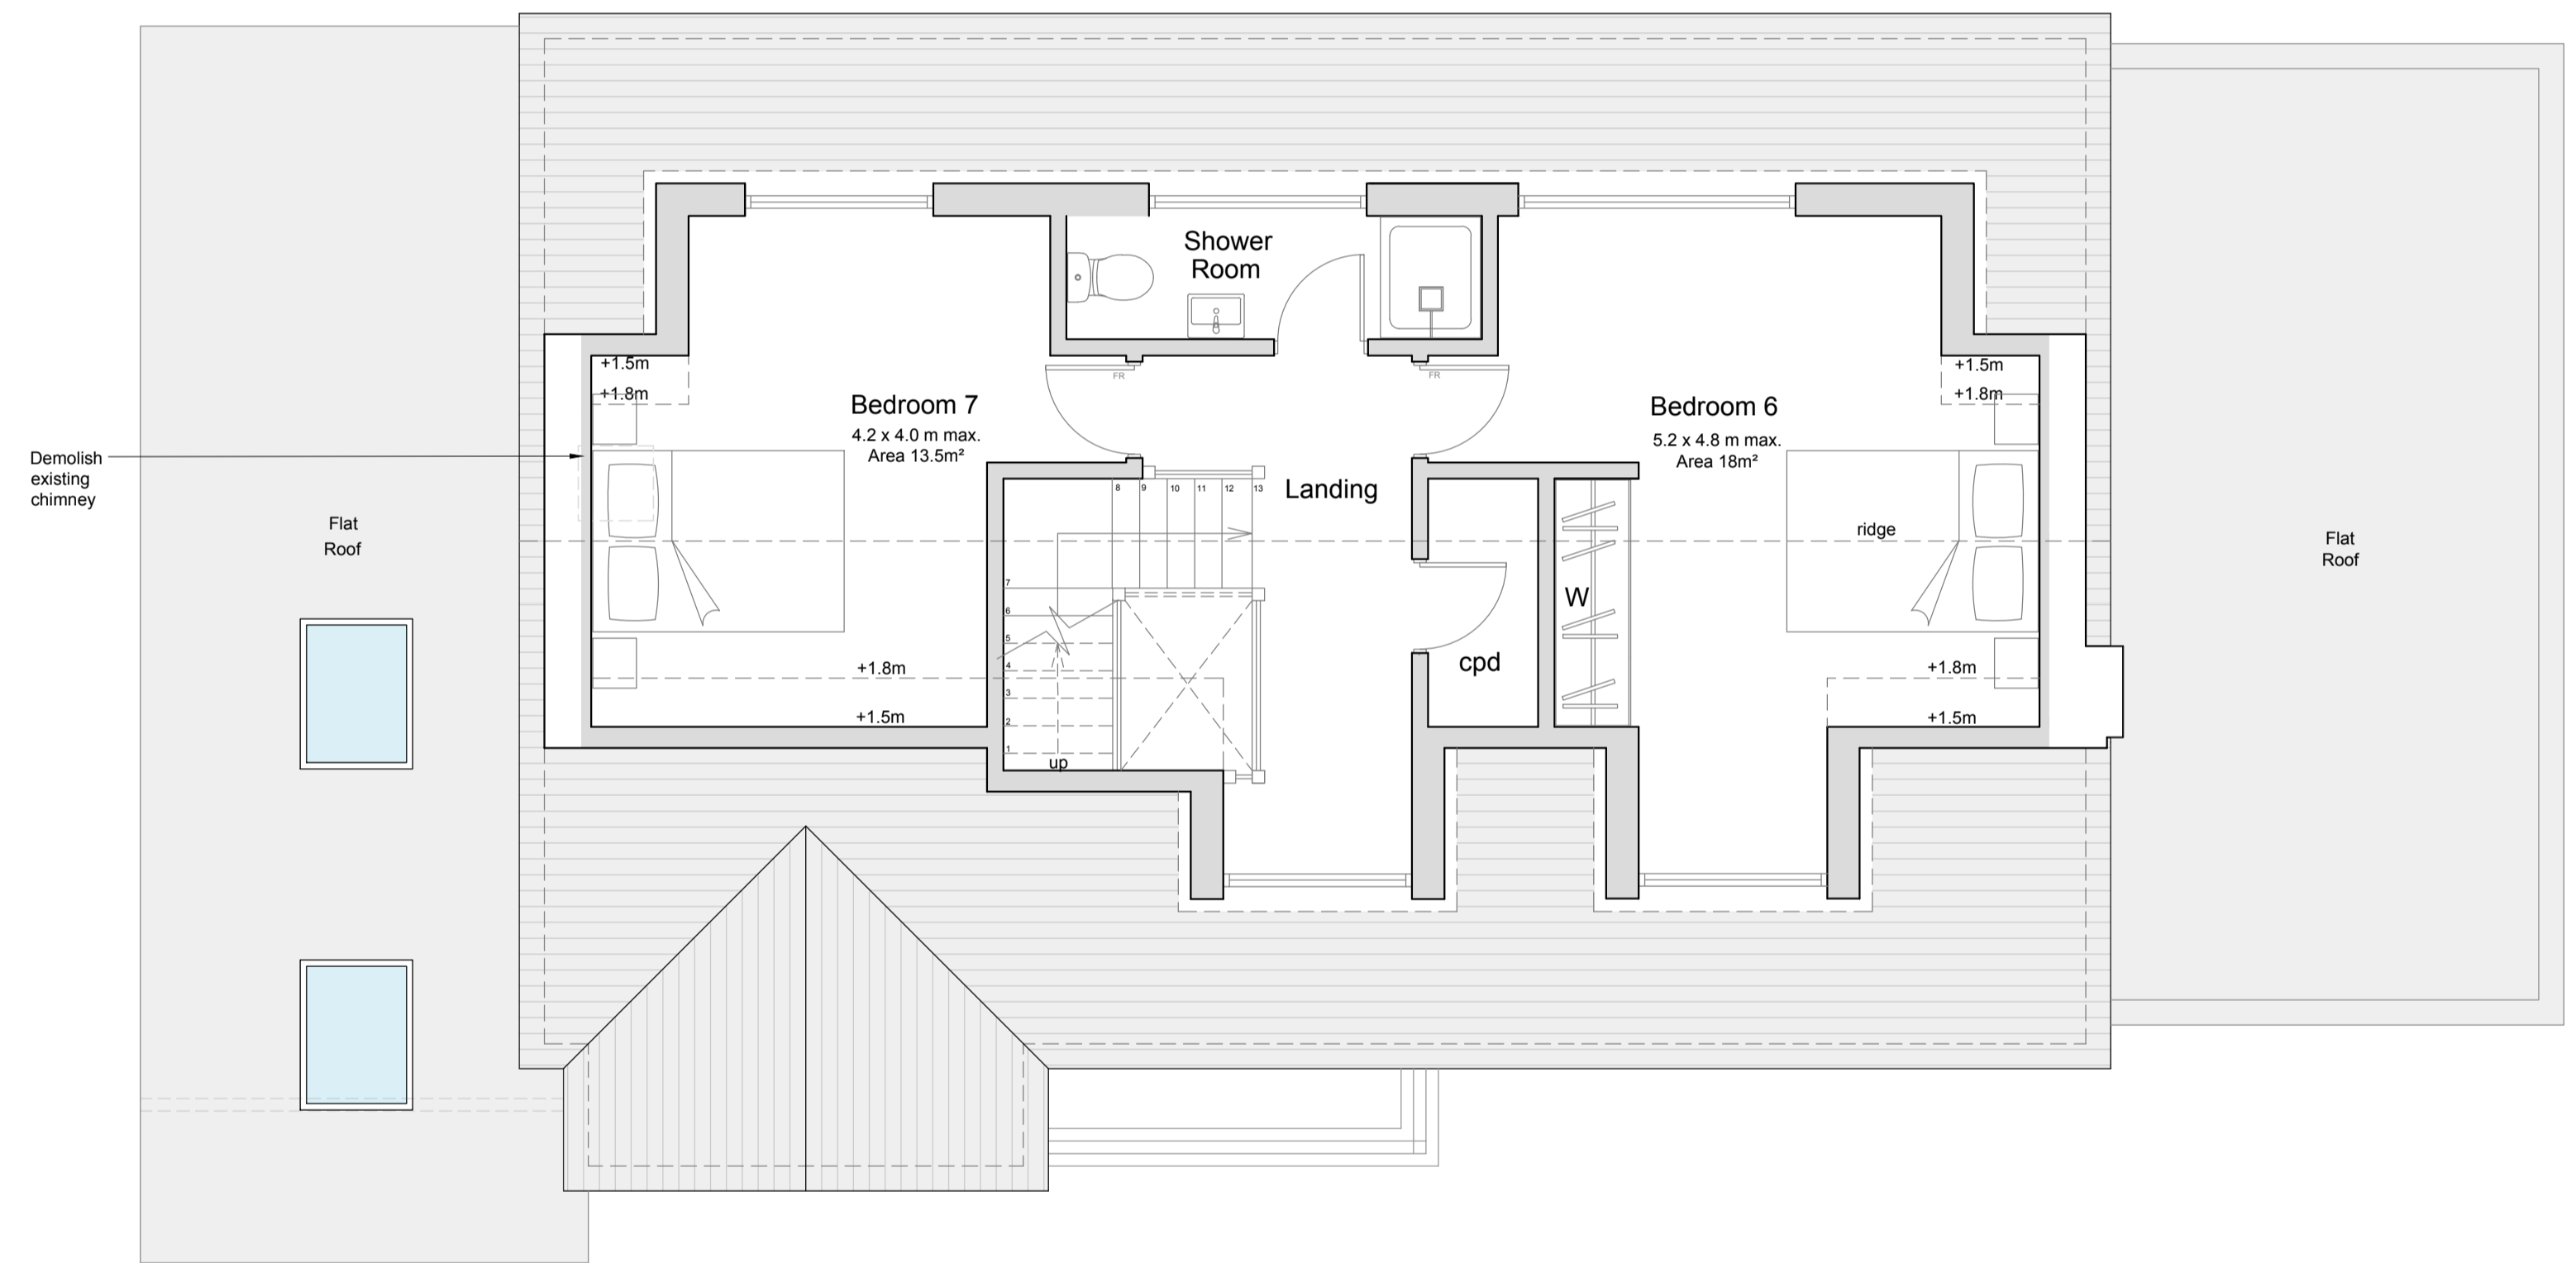 Shower
Room
FR
FR
+1.5m
+1.8m
Bedroom 7
4.2 x 4.0 m max.
Area 13.5m²
Bedroom 6
5.2 x 4.8 m max.
Area 18m²
+1.5m
+1.8m
Demolish
existing
chimney
Flat
Roof
8 9 10 11 12 13
Landing
ridge
Flat
Roof
7
6
5
4
3
2
1
up
W
cpd
+1.8m
+1.5m
+1.8m
+1.5m